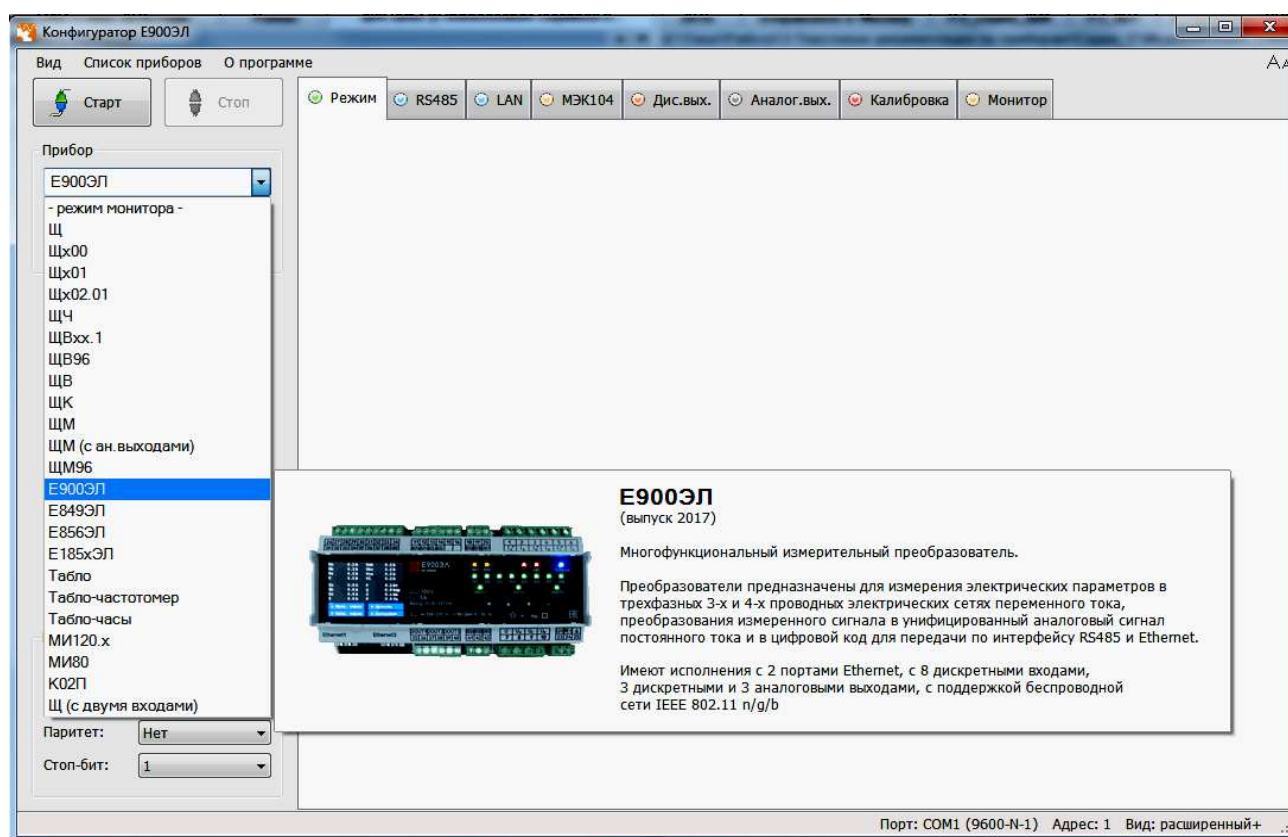 Конфигуратор Е900ЭЛ
Вид Список приборов О программе
Старт Стоп
Режим RS485 LAN МЭК104 Дис.вых. Аналог.вых. Калибровка Монитор
Прибор
Е900ЭЛ
- режим монитора -
Щ
Щх00
Щх01
Щх02.01
ЩЧ
ЩВхх.1
ЩВ96
ЩВ
ЩК
ЩМ
ЩМ (с ан.выходами)
ЩМ96
Е900ЭЛ
Е849ЭЛ
Е856ЭЛ
Е185хЭЛ
Табло
Табло-частотомер
Табло-часы
МИ120.х
МИ80
К02П
Щ (с двумя входами)
Е900ЭЛ
(выпуск 2017)
Многофункциональный измерительный преобразователь.
Преобразователи предназначены для измерения электрических параметров в
трехфазных 3-х и 4-х проводных электрических сетях переменного тока,
преобразования измеренного сигнала в унифицированный аналоговый сигнал
постоянного тока и в цифровой код для передачи по интерфейсу RS485 и Ethernet.
Имеют исполнения с 2 портами Ethernet, с 8 дискретными входами,
3 дискретными и 3 аналоговыми выходами, с поддержкой беспроводной
сети IEEE 802.11 n/g/b
Е900ЭЛ
Ethernet1 Ethernet2
Паритет: Нет
Стоп-бит: 1
Порт: COM1 (9600-N-1) Адрес: 1 Вид: расширенный+